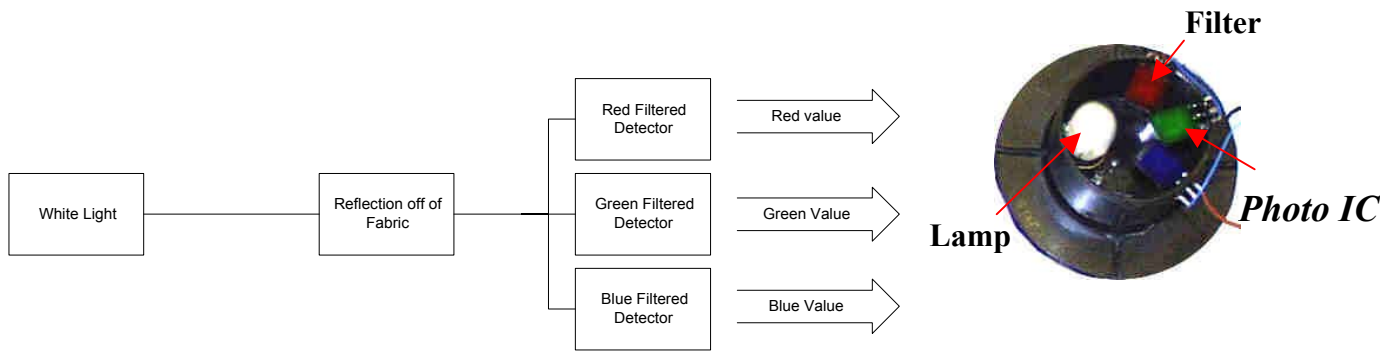 White Light
Reflection off of
Fabric
Red Filtered
Detector
Green Filtered
Detector
Blue Filtered
Detector
Red value
Green Value
Blue Value
Filter
Lamp
Photo IC